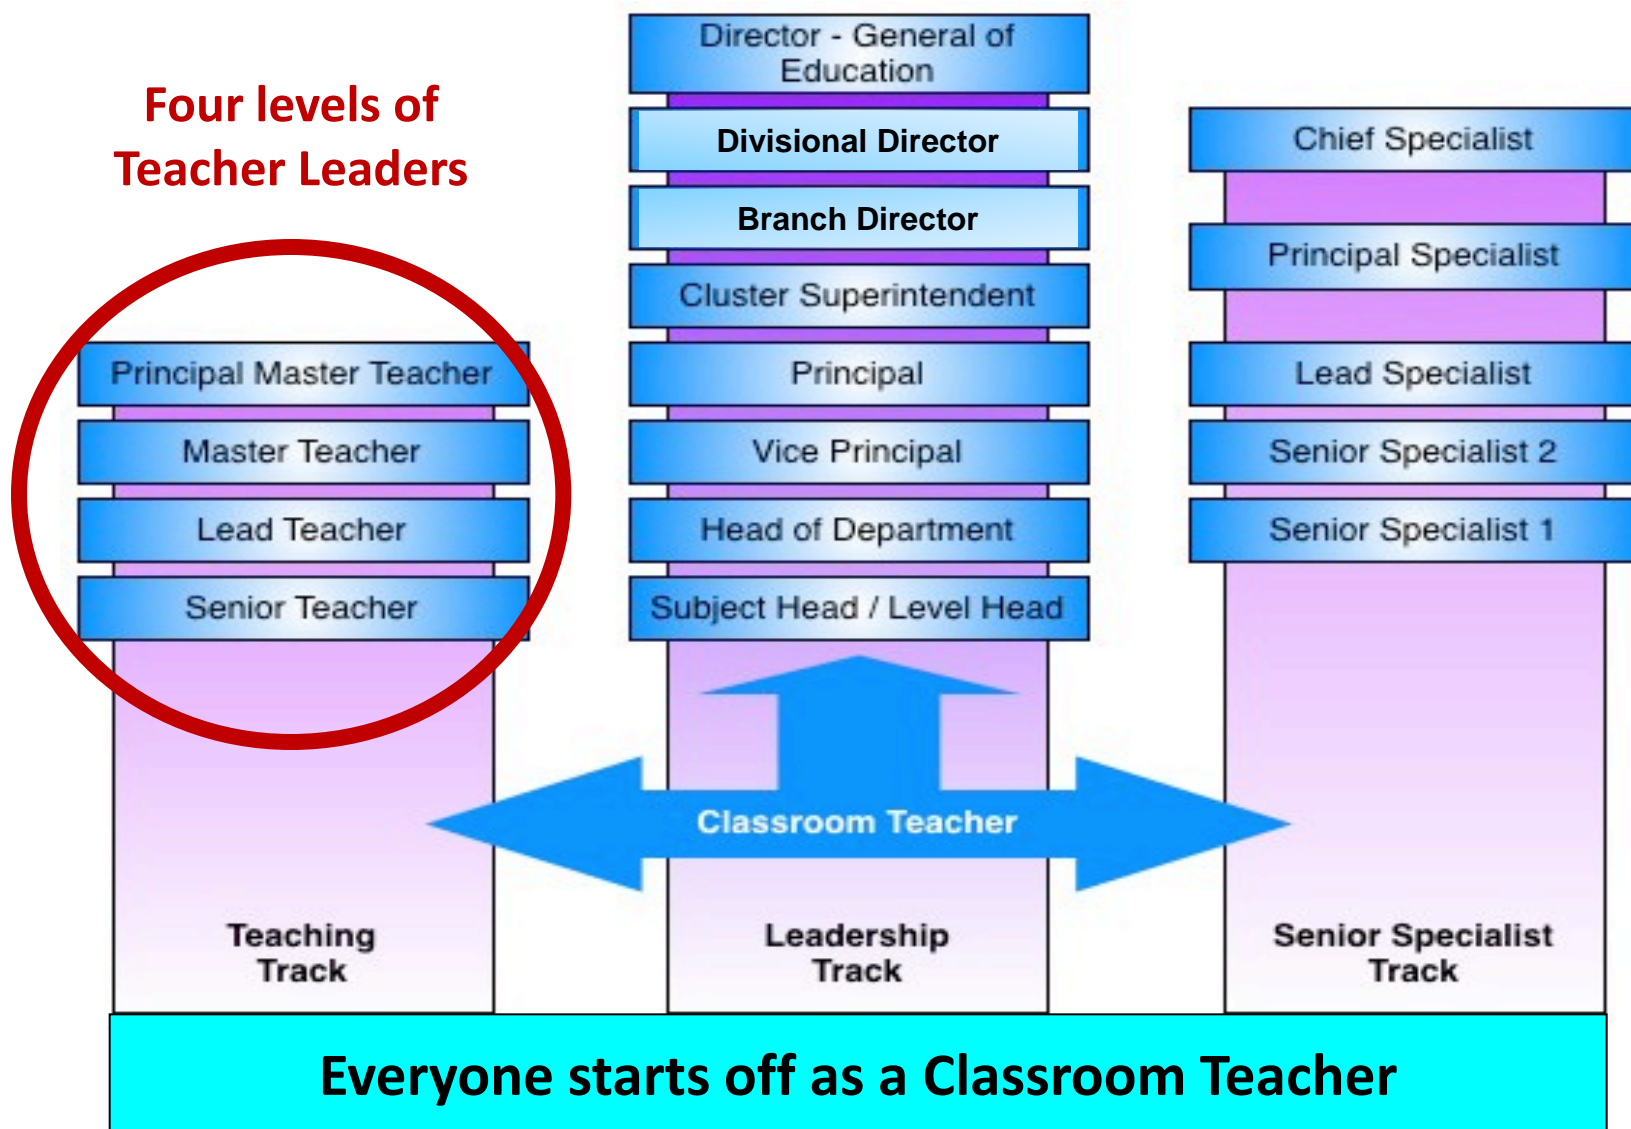 Four levels of
Teacher Leaders
Principal Master Teacher
Master Teacher
Lead Teacher
Senior Teacher
Teaching
Track
Director - General of
Education
Divisional Director
Branch Director
Cluster Superintendent
Principal
Vice Principal
Head of Department
Subject Head / Level Head
Classroom Teacher
Leadership
Track
Chief Specialist
Principal Specialist
Lead Specialist
Senior Specialist 2
Senior Specialist 1
Senior Specialist
Track
Everyone starts off as a Classroom Teacher